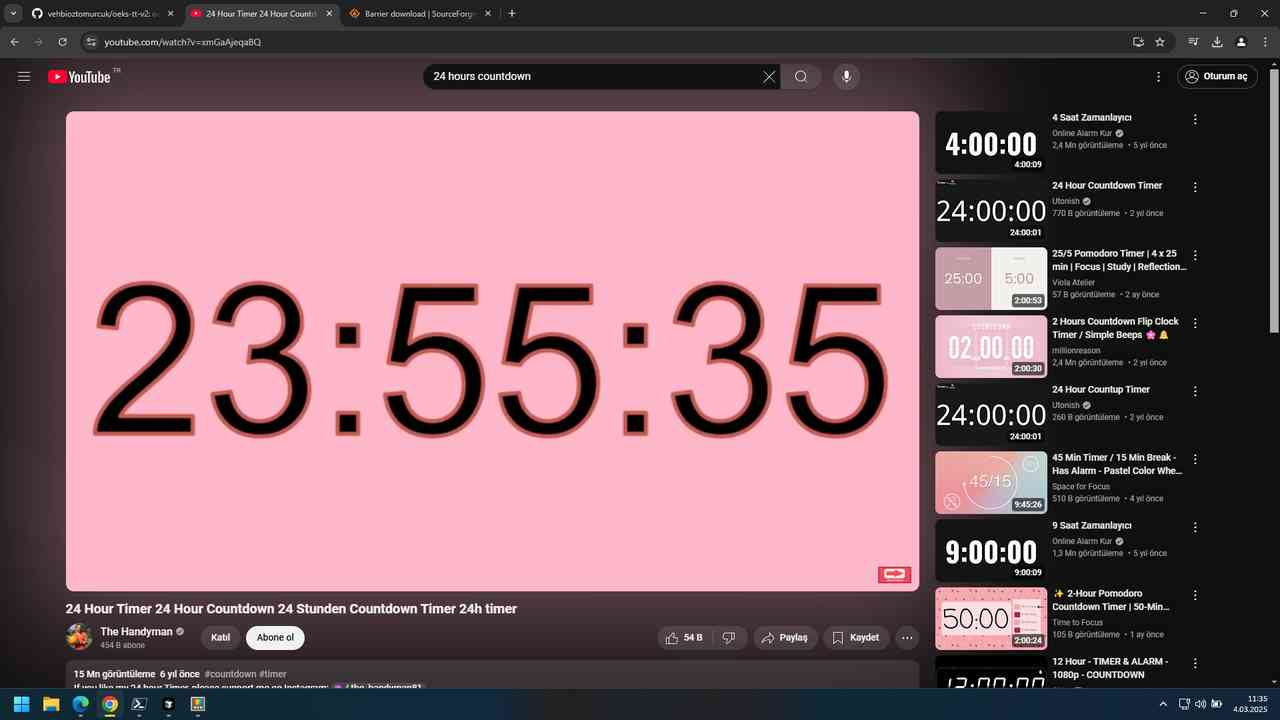 vehbioztomurcuk/oeks-tt-v2:
24 Hour Timer 24 Hour Countd
Barrier download | SourceForg
youtube.com/watch?v=xmGaAjeqaBQ
YouTube TR
24 hours countdown
Oturum aç
23:55:35
24 Hour Timer 24 Hour Countdown 24 Stunden Countdown Timer 24h timer
The Handyman
454 B abone
Katıl
Abone ol
54 B
Paylaş
Kaydet
15 Mn görüntüleme 6 yıl önce #countdown #timer
If you like my 24 hour Timer, please support me on Instagram: / the_handyman81
4:00:00
4:00:09
4 Saat Zamanlayıcı
Online Alarm Kur
2,4 Mn görüntüleme • 5 yıl önce
24:00:00
24:00:01
24 Hour Countdown Timer
Utonish
770 B görüntüleme • 2 yıl önce
25:00 5:00
2:00:53
25/5 Pomodoro Timer | 4 x 25
min | Focus | Study | Reflection...
Viola Atelier
57 B görüntüleme • 2 ay önce
COUNTDOWN
02 00 00
2:00:30
2 Hours Countdown Flip Clock
Timer / Simple Beeps 🌸 🔔
millionreason
2,4 Mn görüntüleme • 2 yıl önce
24:00:00
24:00:01
24 Hour Countup Timer
Utonish
260 B görüntüleme • 2 yıl önce
45/15
9:45:26
45 Min Timer / 15 Min Break -
Has Alarm - Pastel Color Whe...
Space for Focus
510 B görüntüleme • 4 yıl önce
9:00:00
9:00:09
9 Saat Zamanlayıcı
Online Alarm Kur
1,3 Mn görüntüleme • 5 yıl önce
50:00
2:00:24
✨ 2-Hour Pomodoro
Countdown Timer | 50-Min...
Time to Focus
105 B görüntüleme • 1 ay önce
12:00:00
12 Hour - TIMER & ALARM -
1080p - COUNTDOWN
11:35
4.03.2025